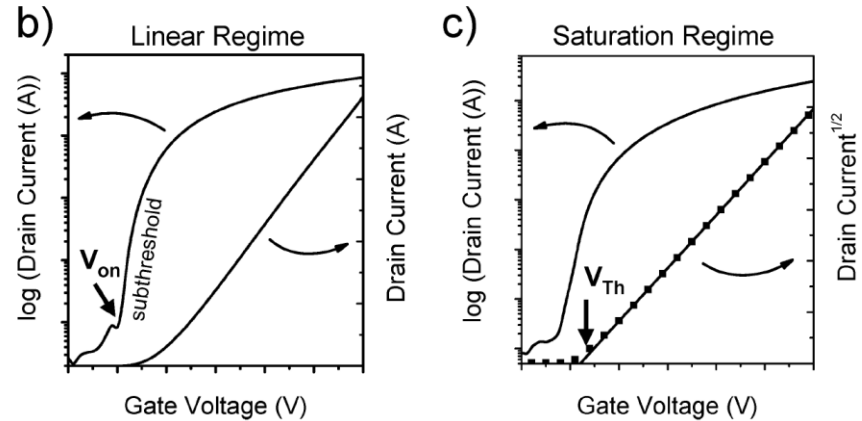 b)
Linear Regime
log (Drain Current (A))
V_on
subthreshold
Drain Current (A)
Gate Voltage (V)
c)
Saturation Regime
log (Drain Current (A))
V_Th
Drain Current^1/2
Gate Voltage (V)